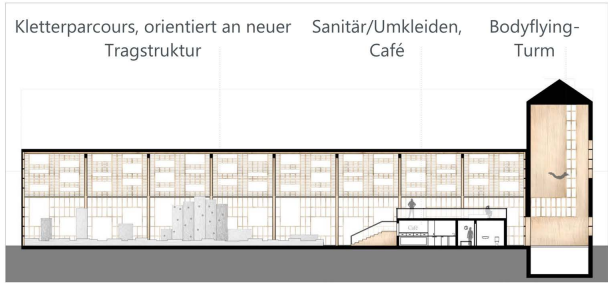 Kletterparcours, orientiert an neuer
Tragstruktur
Sanitär/Umkleiden,
Café
Bodyflying-
Turm